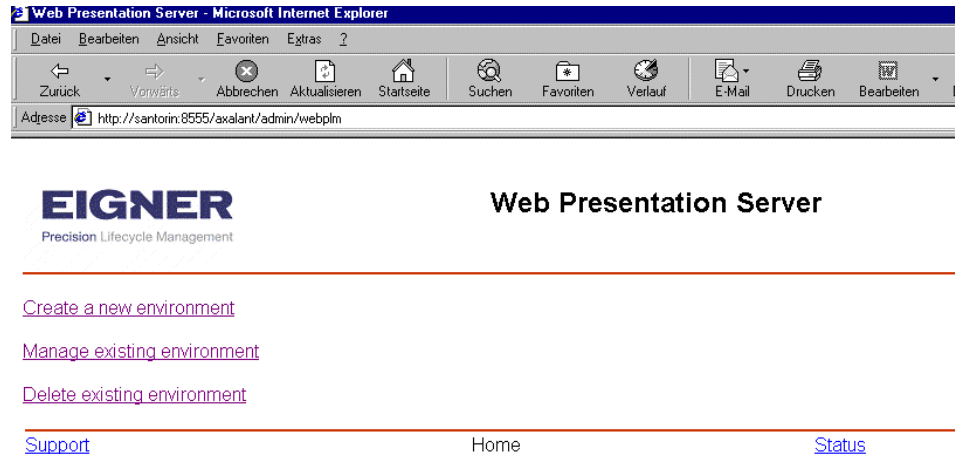 Web Presentation Server - Microsoft Internet Explorer
Datei Bearbeiten Ansicht Favoriten Extras ?
Zurück Vorwärts Abbrechen Aktualisieren Startseite Suchen Favoriten Verlauf E-Mail Drucken Bearbeiten
Adresse http://santorin:8555/axalant/admin/webplm
EIGNER Web Presentation Server
Precision Lifecycle Management
Create a new environment
Manage existing environment
Delete existing environment
Support Home Status